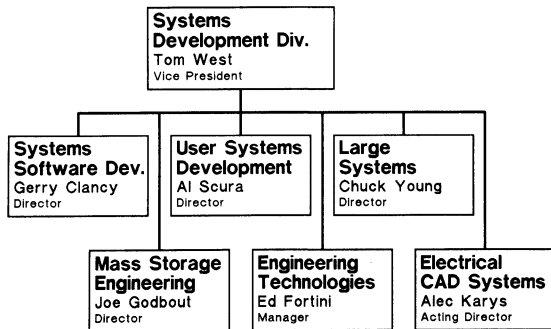 Systems
Development Div.
Tom West
Vice President
Systems
Software Dev.
Gerry Clancy
Director
User Systems
Development
Al Scura
Director
Large
Systems
Chuck Young
Director
Mass Storage
Engineering
Joe Godbout
Director
Engineering
Technologies
Ed Fortini
Manager
Electrical
CAD Systems
Alec Karys
Acting Director